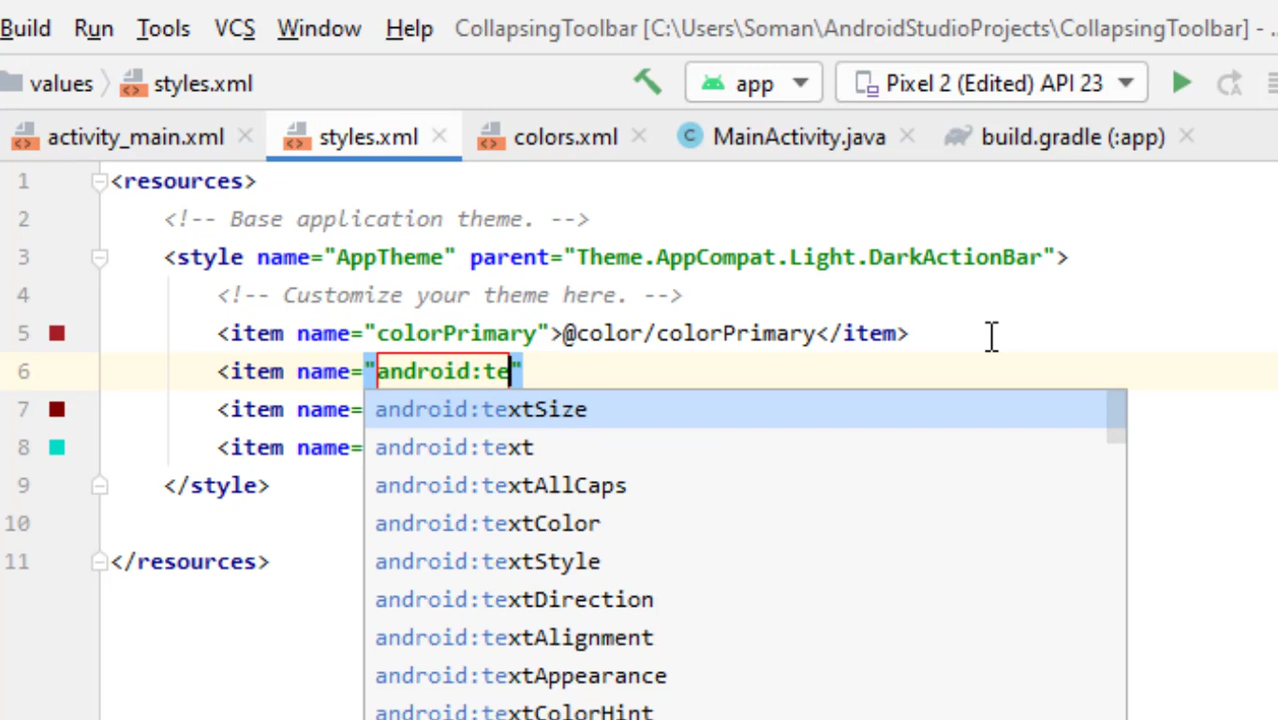 Build Run Tools VCS Window Help CollapsingToolbar [C:\Users\Soman\AndroidStudioProjects\CollapsingToolbar] - ...
values styles.xml app Pixel 2 (Edited) API 23
activity_main.xml styles.xml colors.xml MainActivity.java build.gradle (:app)
1 <resources>
2 <!-- Base application theme. -->
3 <style name="AppTheme" parent="Theme.AppCompat.Light.DarkActionBar">
4 <!-- Customize your theme here. -->
5 <item name="colorPrimary">@color/colorPrimary</item>
6 <item name="android:te"
7 <item name=
android:textSize
8 <item name=
android:text
9 </style>
android:textAllCaps
10
android:textColor
11 </resources>
android:textStyle
android:textDirection
android:textAlignment
android:textAppearance
android:textColorHint